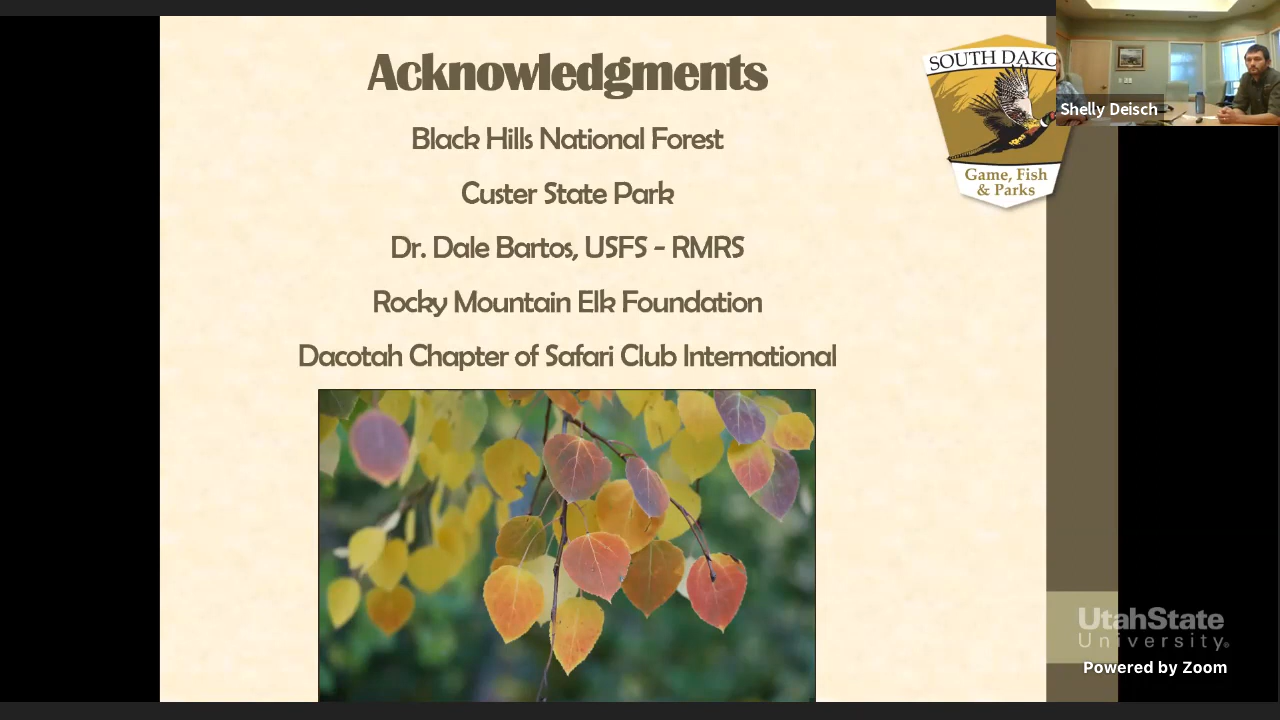 Acknowledgments
Black Hills National Forest
Custer State Park
Dr. Dale Bartos, USFS - RMRS
Rocky Mountain Elk Foundation
Dacotah Chapter of Safari Club International
SOUTH DAKO
Game, Fish
& Parks
Shelly Deisch
UtahState
University®
Powered by Zoom